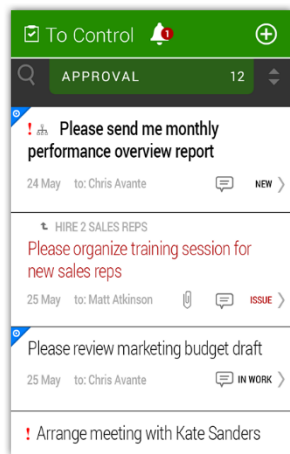 To Control 1
APPROVAL 12
! Please send me monthly
performance overview report
24 May to: Chris Avante NEW
HIRE 2 SALES REPS
Please organize training session for
new sales reps
25 May to: Matt Atkinson ISSUE
Please review marketing budget draft
25 May to: Chris Avante IN WORK
! Arrange meeting with Kate Sanders